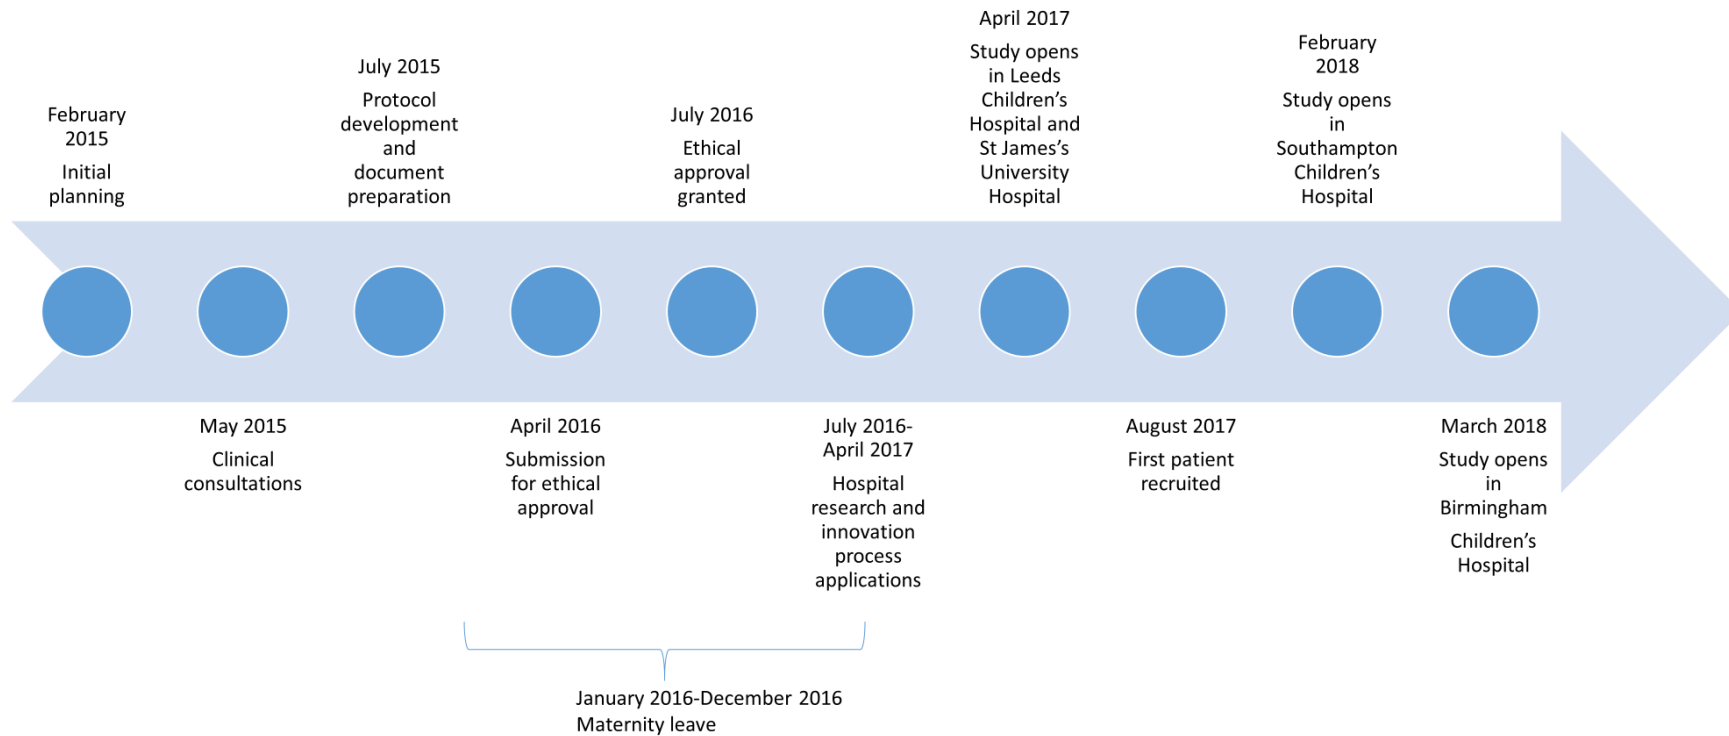 February
2015
Initial
planning
May 2015
Clinical
consultations
July 2015
Protocol
development
and
document
preparation
April 2016
Submission
for ethical
approval
July 2016
Ethical
approval
granted
July 2016-
April 2017
Hospital
research and
innovation
process
applications
April 2017
Study opens
in Leeds
Children’s
Hospital and
St James’s
University
Hospital
August 2017
First patient
recruited
February
2018
Study opens
in
Southampton
Children’s
Hospital
March 2018
Study opens
in
Birmingham
Children’s
Hospital
January 2016-December 2016
Maternity leave